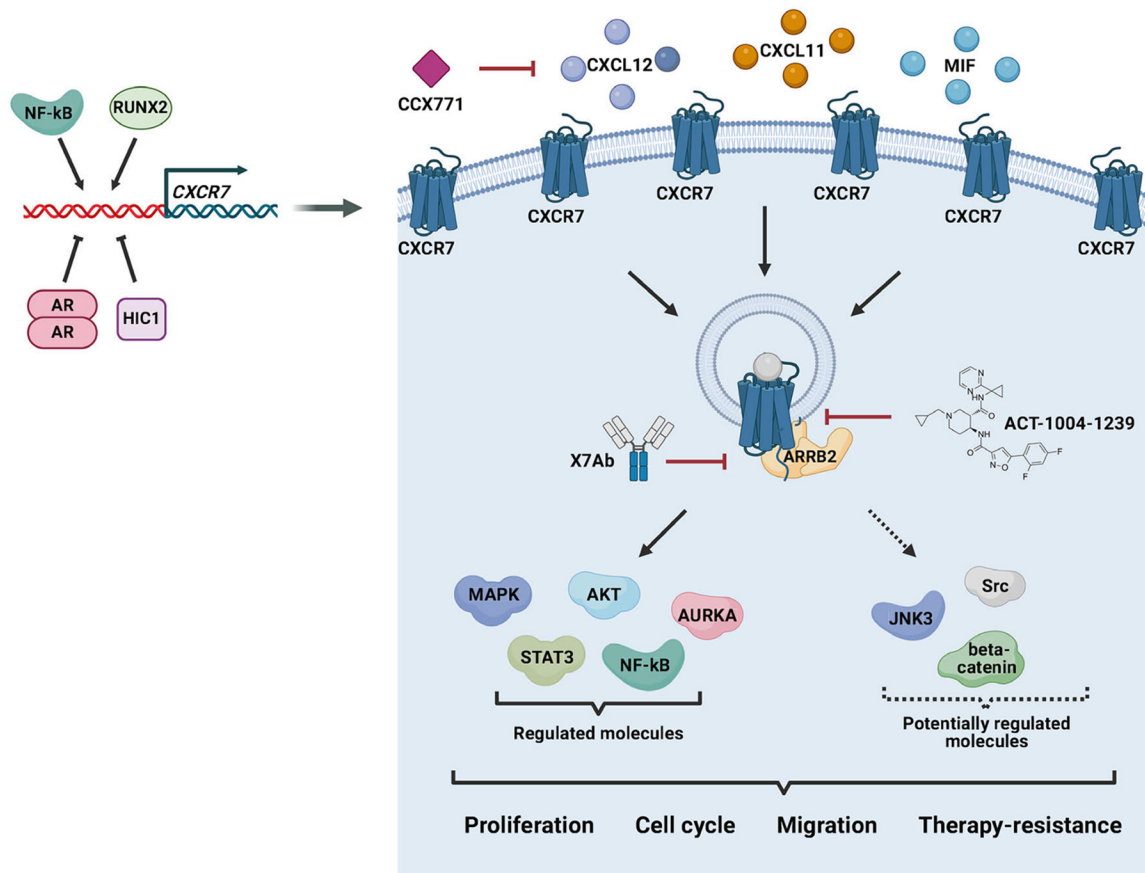 NF-kB
RUNX2
CXCR7
AR
AR
HIC1
CCX771
CXCL12
CXCL11
MIF
CXCR7
CXCR7
CXCR7
CXCR7
CXCR7
CXCR7
X7Ab
ARRB2
N
N
N
HN
O
N
NH
O
N
O
F
F
ACT-1004-1239
MAPK
AKT
AURKA
STAT3
NF-kB
Regulated molecules
Src
JNK3
beta-
catenin
Potentially regulated
molecules
Proliferation Cell cycle Migration Therapy-resistance